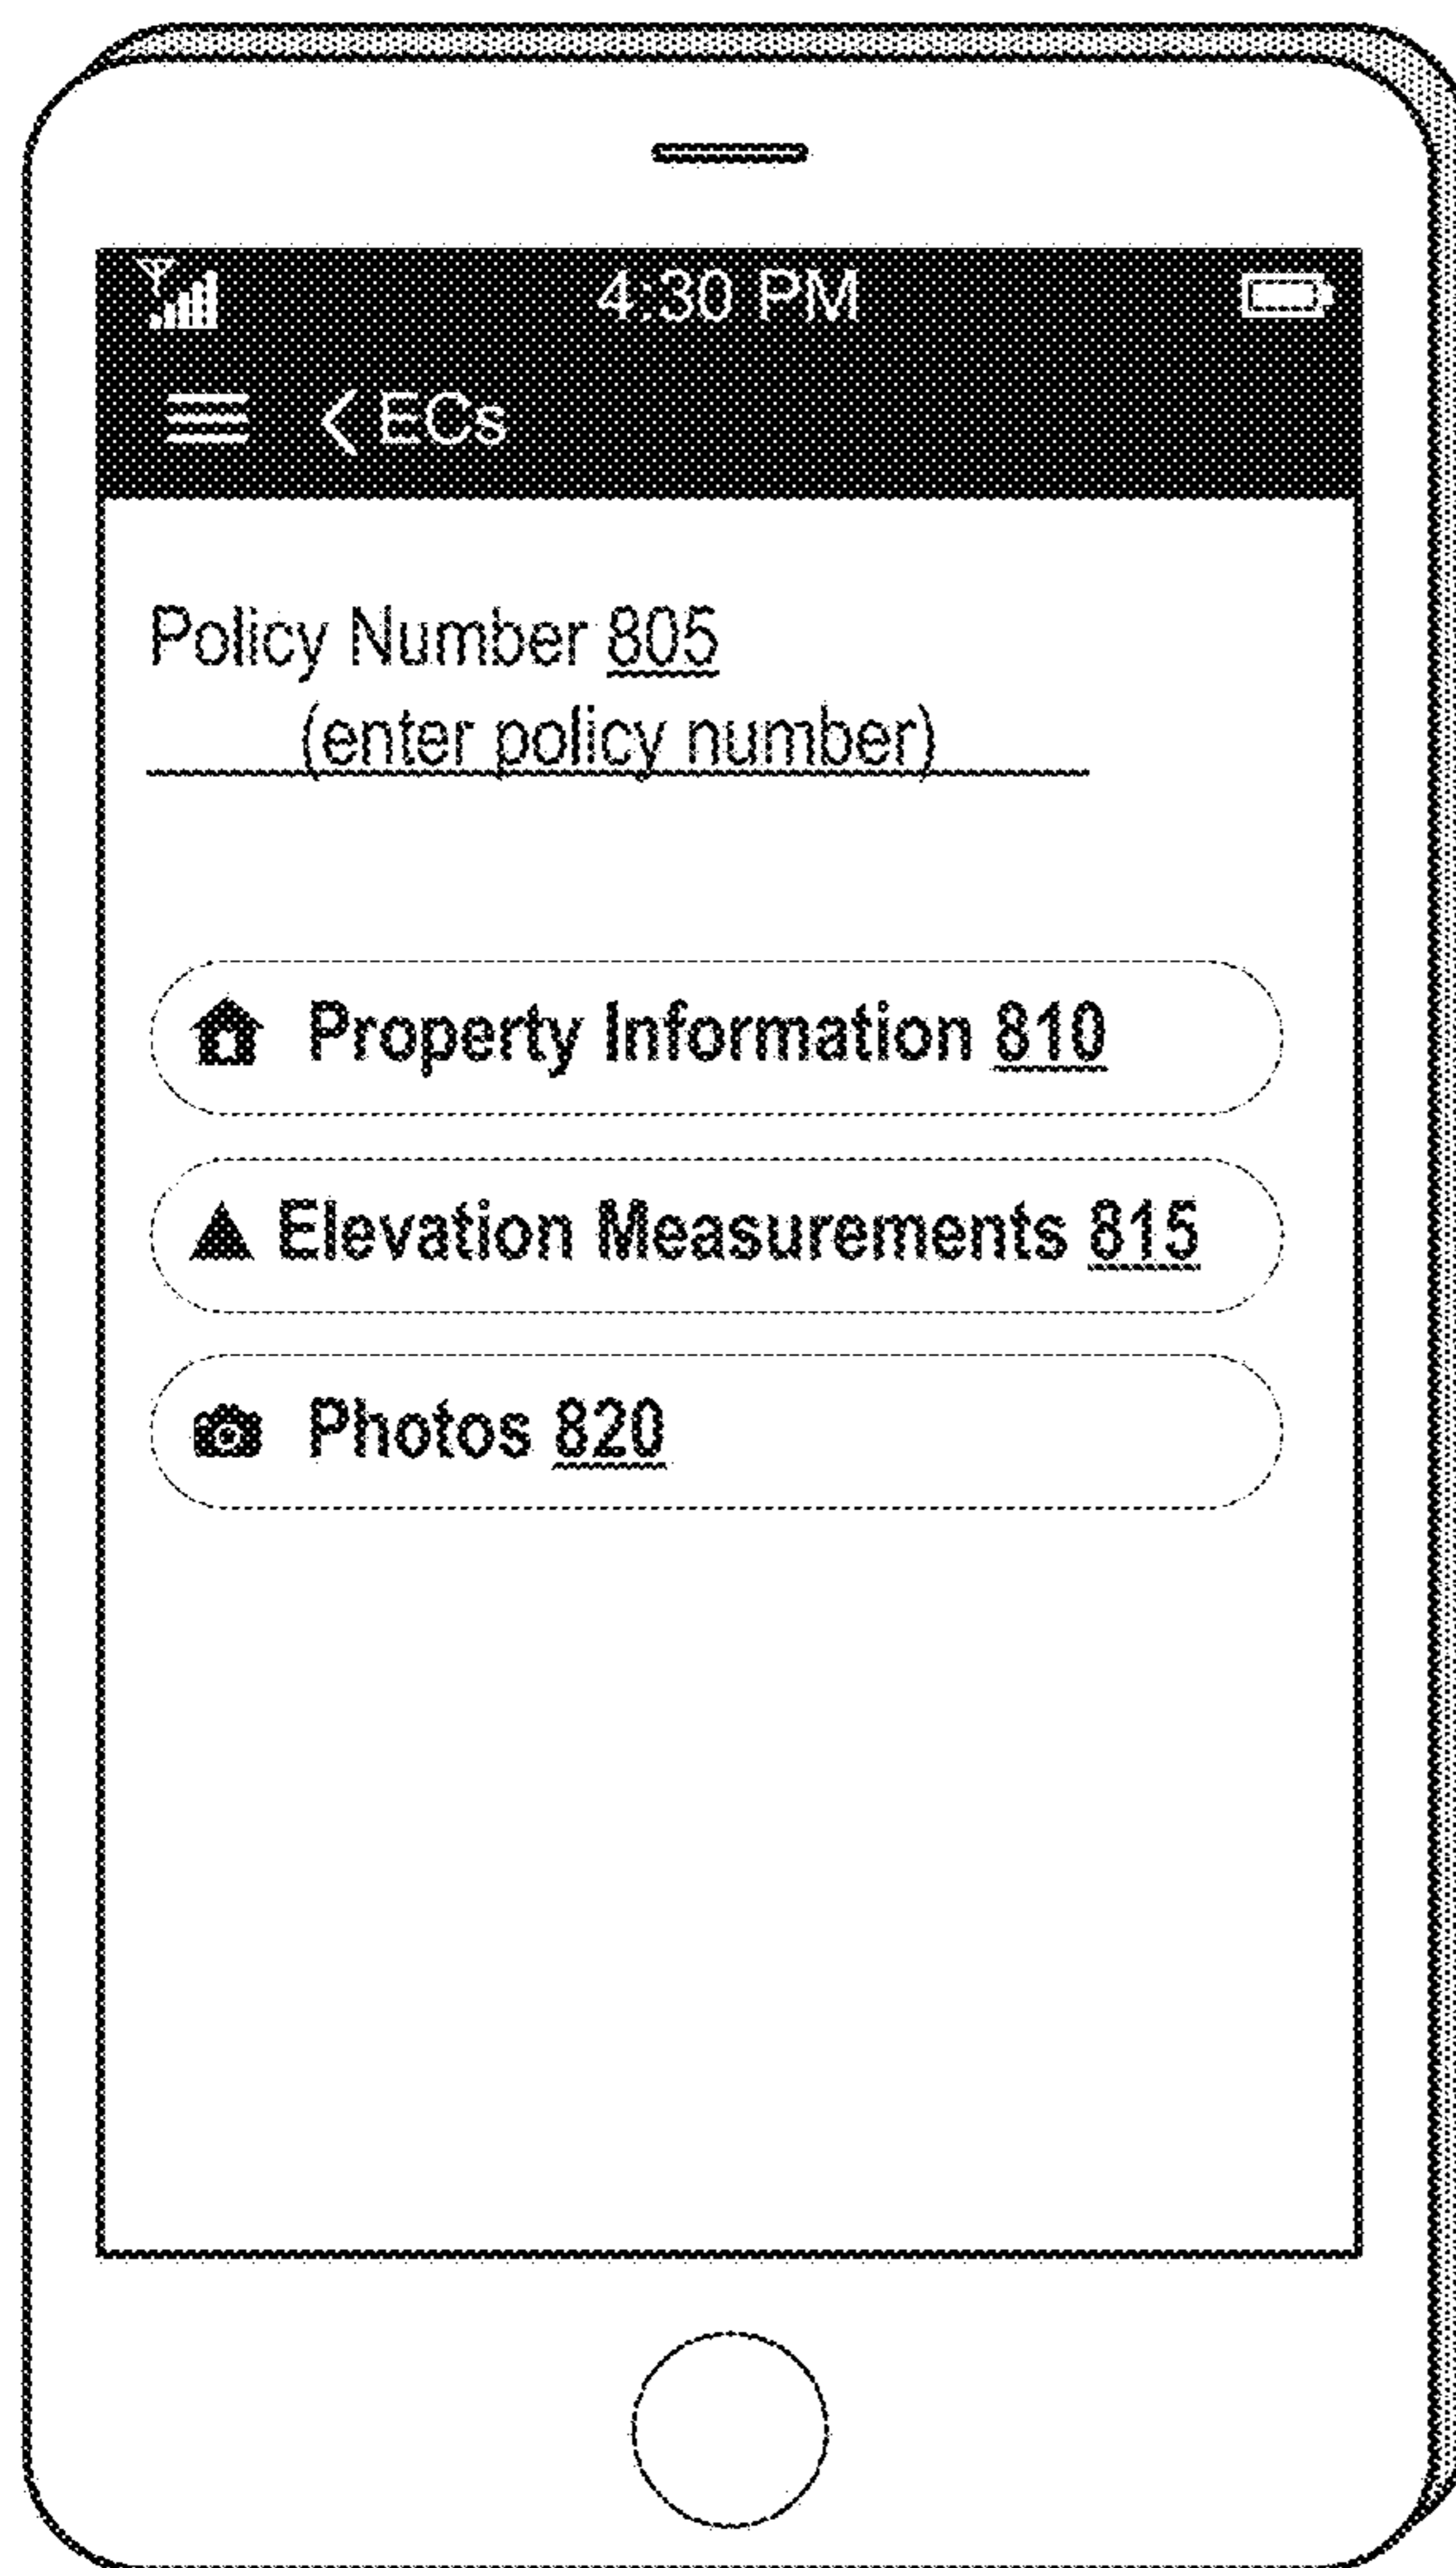 4:30 PM
< ECs
Policy Number 805
(enter policy number)
Property Information 810
Elevation Measurements 815
Photos 820